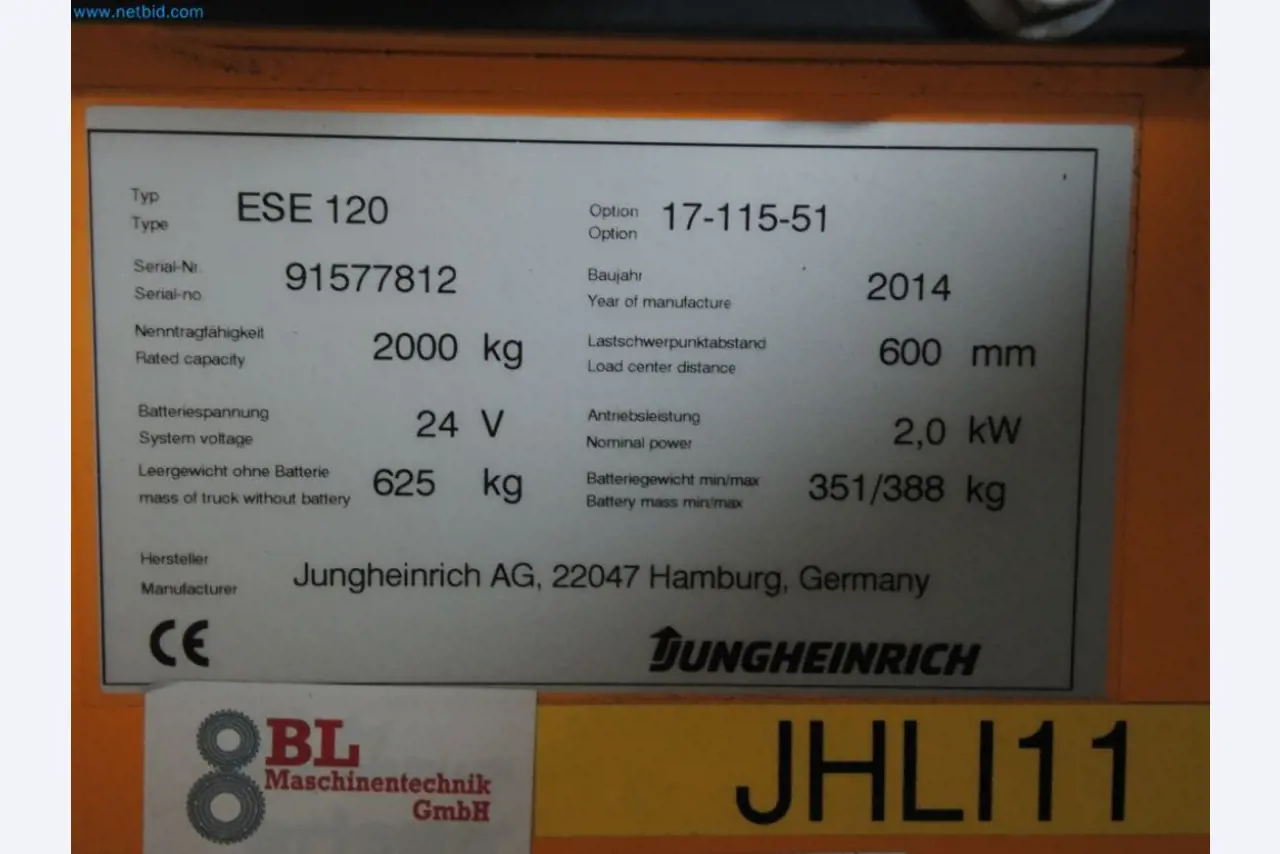 www.netbid.com
Typ
Type
ESE 120
Option
Option
17-115-51
Serial-Nr.
Serial-no
91577812
Baujahr
Year of manufacture
2014
Nenntragfähigkeit
Rated capacity
2000 kg
Lastschwerpunktabstand
Load center distance
600 mm
Batteriespannung
System voltage
24 V
Antriebsleistung
Nominal power
2,0 kW
Leergewicht ohne Batterie
mass of truck without battery
625 kg
Batteriegewicht min/max
Battery mass min/max
351/388 kg
Hersteller
Manufacturer
Jungheinrich AG, 22047 Hamburg, Germany
CE
JUNGHEINRICH
BL
Maschinentechnik
GmbH
JHLI11